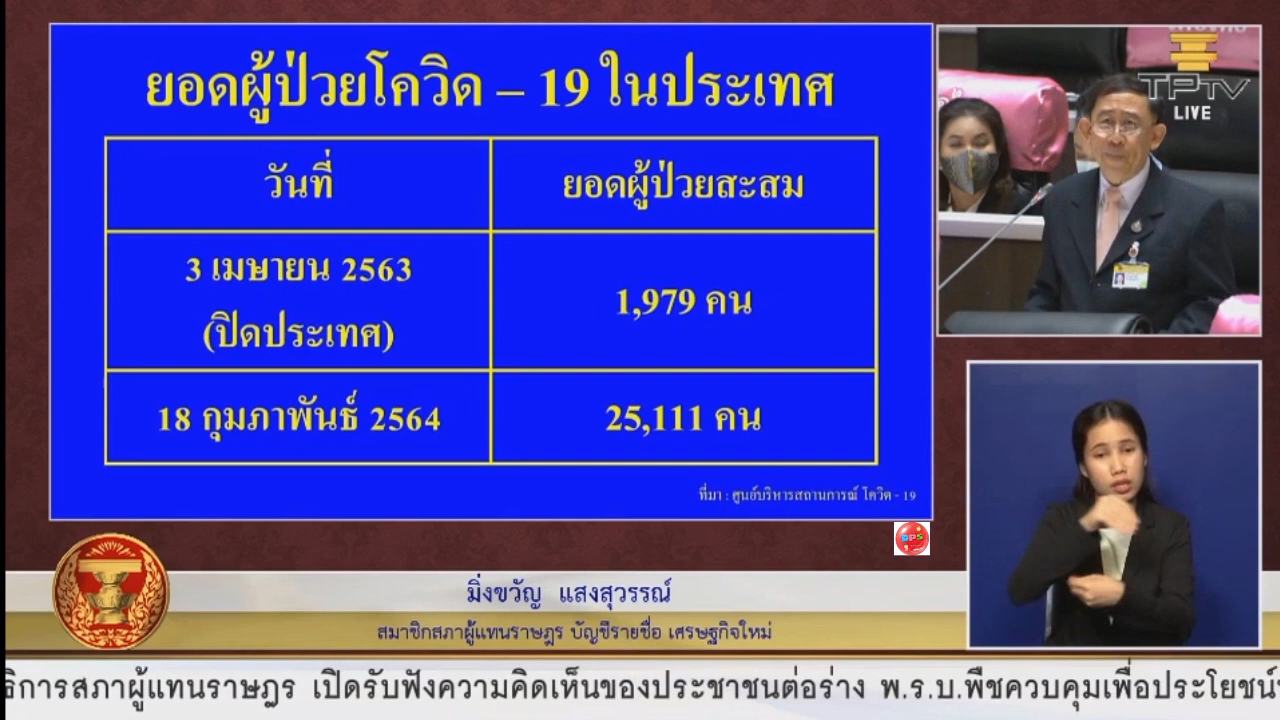 ยอดผู้ป่วยโควิด – 19 ในประเทศ
วันที่
ยอดผู้ป่วยสะสม
3 เมษายน 2563
(ปิดประเทศ)
1,979 คน
18 กุมภาพันธ์ 2564
25,111 คน
ที่มา : ศูนย์บริหารสถานการณ์ โควิด - 19
TPTV
LIVE
DPS
มิ่งขวัญ แสงสุวรรณ์
สมาชิกสภาผู้แทนราษฎร บัญชีรายชื่อ เศรษฐกิจใหม่
ธิการสภาผู้แทนราษฎร เปิดรับฟังความคิดเห็นของประชาชนต่อร่าง พ.ร.บ.พืชควบคุมเพื่อประโยชน์